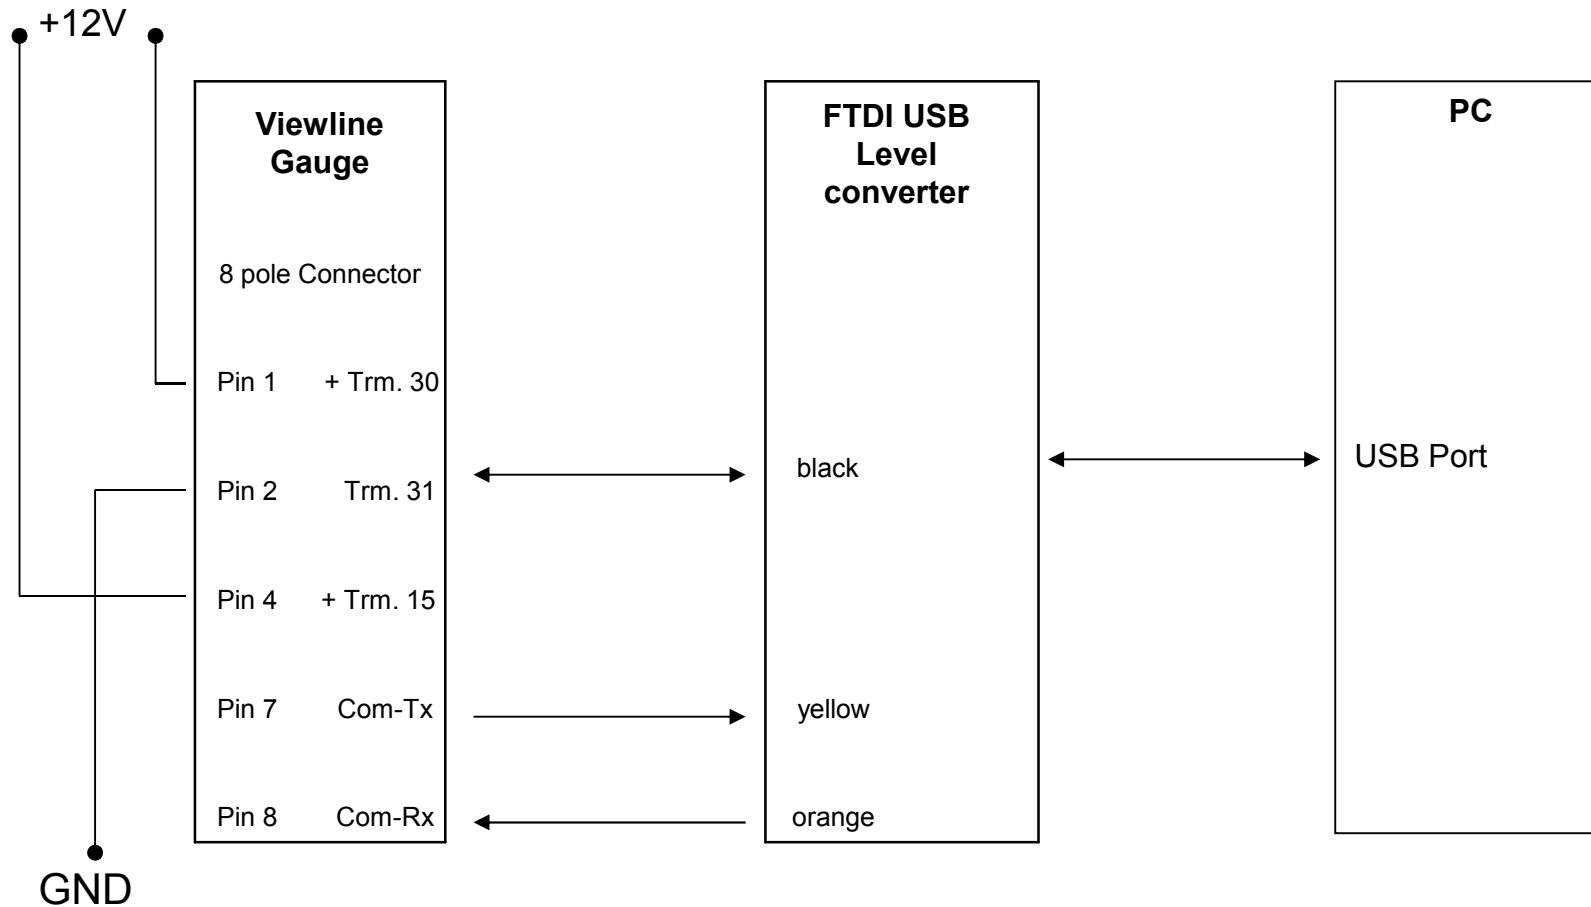 +12V
Viewline
Gauge
FTDI USB
Level
converter
PC
8 pole Connector
Pin 1 + Trm. 30
Pin 2 Trm. 31
black
USB Port
Pin 4 + Trm. 15
Pin 7 Com-Tx
yellow
Pin 8 Com-Rx
orange
GND